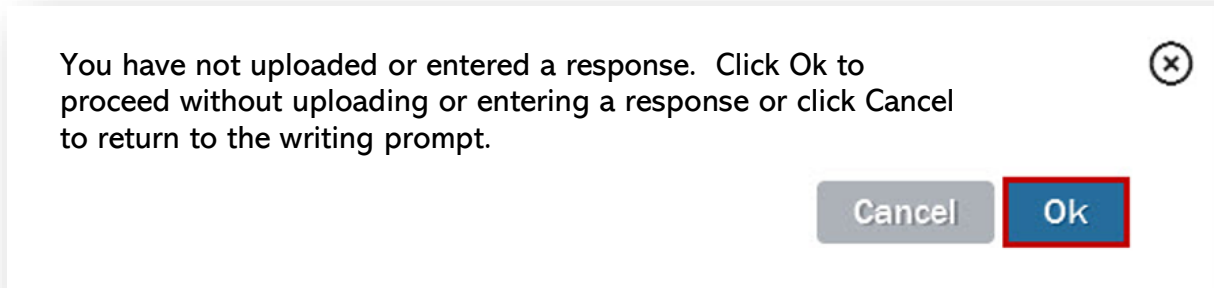 You have not uploaded or entered a response.  Click Ok to
proceed without uploading or entering a response or click Cancel
to return to the writing prompt.
Cancel
Ok